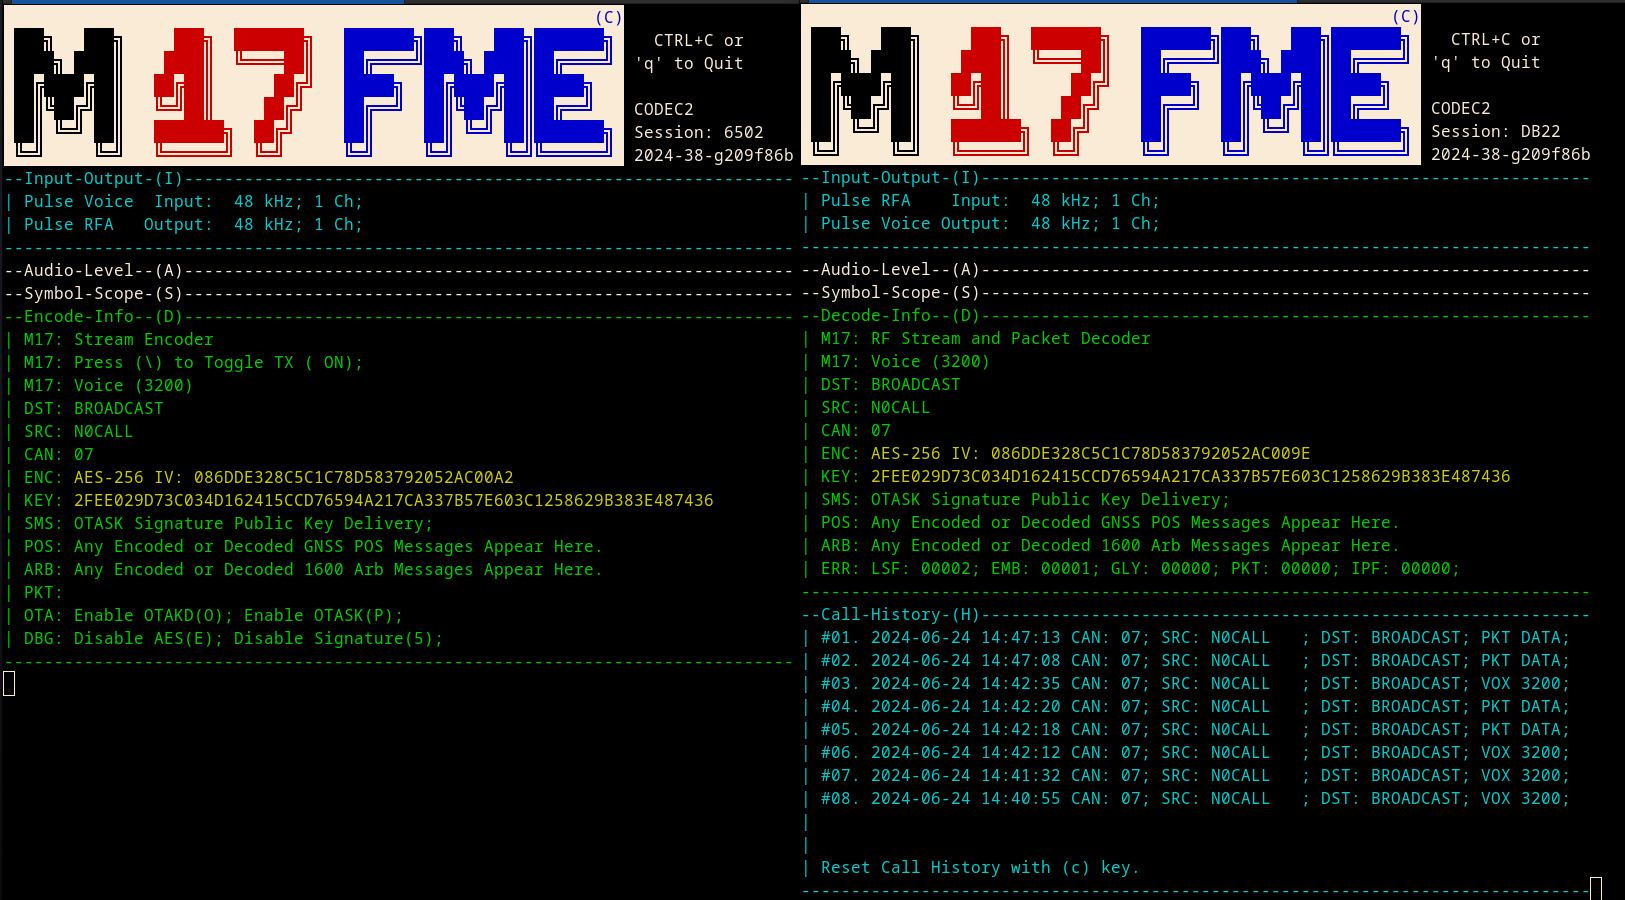 M17 FME (C)
CTRL+C or
'q' to Quit
CODEC2
Session: 6502
2024-38-g209f86b
--Input-Output-(I)-------------------------------------------------------------
| Pulse Voice  Input:  48 kHz; 1 Ch;
| Pulse RFA   Output:  48 kHz; 1 Ch;
-------------------------------------------------------------------------------
--Audio-Level--(A)-------------------------------------------------------------
--Symbol-Scope-(S)-------------------------------------------------------------
--Encode-Info--(D)-------------------------------------------------------------
| M17: Stream Encoder
| M17: Press (\) to Toggle TX ( ON);
| M17: Voice (3200)
| DST: BROADCAST
| SRC: N0CALL
| CAN: 07
| ENC: AES-256 IV: 086DDE328C5C1C78D583792052AC00A2
| KEY: 2FEE029D73C034D162415CCD76594A217CA337B57E603C1258629B383E487436
| SMS: OTASK Signature Public Key Delivery;
| POS: Any Encoded or Decoded GNSS POS Messages Appear Here.
| ARB: Any Encoded or Decoded 1600 Arb Messages Appear Here.
| PKT:
| OTA: Enable OTAKD(O); Enable OTASK(P);
| DBG: Disable AES(E); Disable Signature(5);
-------------------------------------------------------------------------------
M17 FME (C)
CTRL+C or
'q' to Quit
CODEC2
Session: DB22
2024-38-g209f86b
--Input-Output-(I)-------------------------------------------------------------
| Pulse RFA    Input:  48 kHz; 1 Ch;
| Pulse Voice Output:  48 kHz; 1 Ch;
-------------------------------------------------------------------------------
--Audio-Level--(A)-------------------------------------------------------------
--Symbol-Scope-(S)-------------------------------------------------------------
--Decode-Info--(D)-------------------------------------------------------------
| M17: RF Stream and Packet Decoder
| M17: Voice (3200)
| DST: BROADCAST
| SRC: N0CALL
| CAN: 07
| ENC: AES-256 IV: 086DDE328C5C1C78D583792052AC009E
| KEY: 2FEE029D73C034D162415CCD76594A217CA337B57E603C1258629B383E487436
| SMS: OTASK Signature Public Key Delivery;
| POS: Any Encoded or Decoded GNSS POS Messages Appear Here.
| ARB: Any Encoded or Decoded 1600 Arb Messages Appear Here.
| ERR: LSF: 00002; EMB: 00001; GLY: 00000; PKT: 00000; IPF: 00000;
-------------------------------------------------------------------------------
--Call-History-(H)-------------------------------------------------------------
| #01. 2024-06-24 14:47:13 CAN: 07; SRC: N0CALL   ; DST: BROADCAST; PKT DATA;
| #02. 2024-06-24 14:47:08 CAN: 07; SRC: N0CALL   ; DST: BROADCAST; PKT DATA;
| #03. 2024-06-24 14:42:35 CAN: 07; SRC: N0CALL   ; DST: BROADCAST; VOX 3200;
| #04. 2024-06-24 14:42:20 CAN: 07; SRC: N0CALL   ; DST: BROADCAST; PKT DATA;
| #05. 2024-06-24 14:42:18 CAN: 07; SRC: N0CALL   ; DST: BROADCAST; PKT DATA;
| #06. 2024-06-24 14:42:12 CAN: 07; SRC: N0CALL   ; DST: BROADCAST; VOX 3200;
| #07. 2024-06-24 14:41:32 CAN: 07; SRC: N0CALL   ; DST: BROADCAST; VOX 3200;
| #08. 2024-06-24 14:40:55 CAN: 07; SRC: N0CALL   ; DST: BROADCAST; VOX 3200;
|
|
| Reset Call History with (c) key.
-------------------------------------------------------------------------------